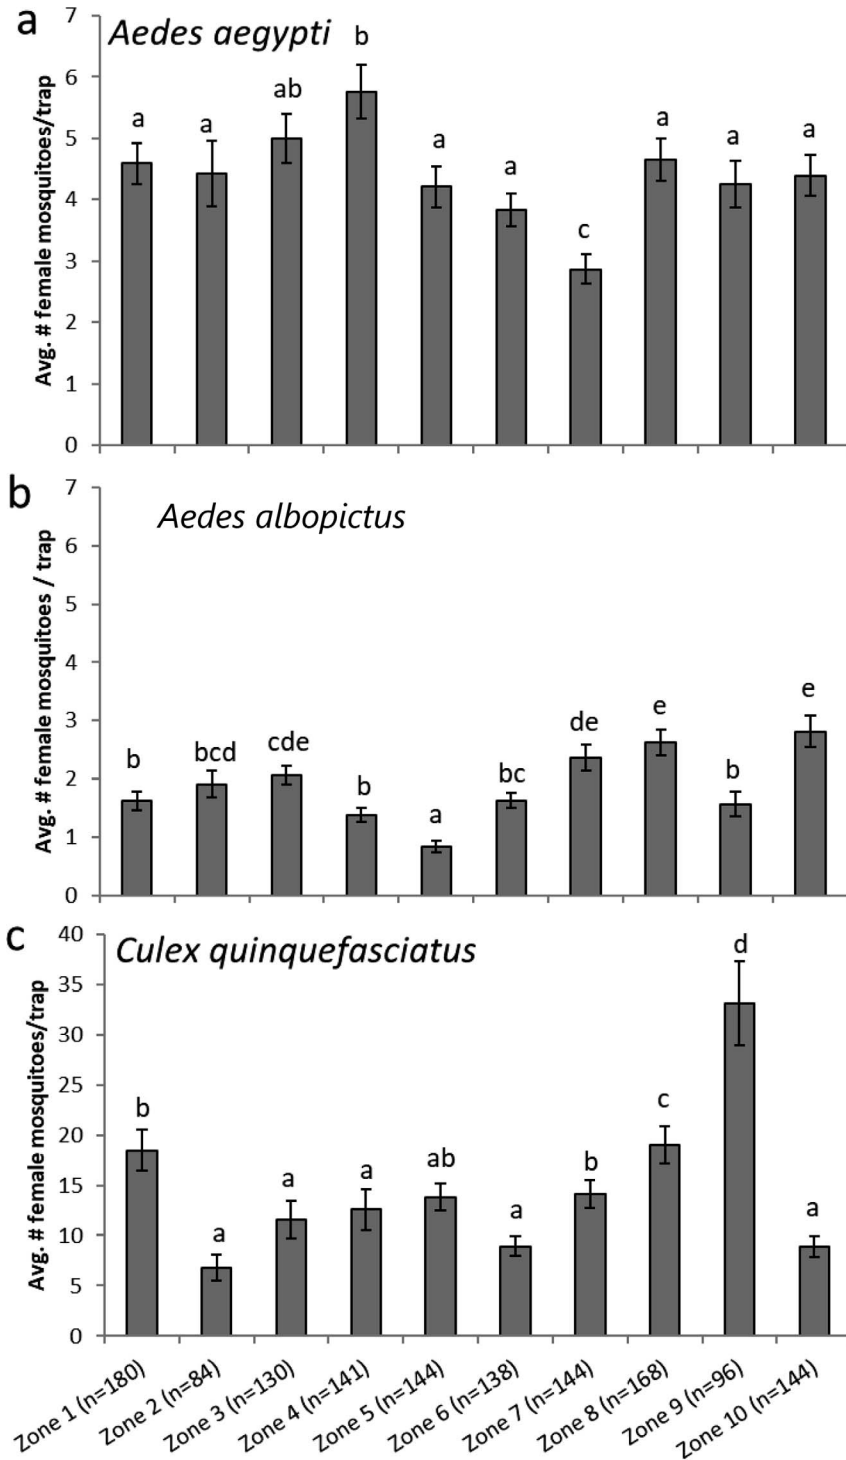 a
Aedes aegypti
Avg. # female mosquitoes/trap
7
6
5
4
3
2
1
0
a
a
ab
b
a
a
c
a
a
a
b
Aedes albopictus
Avg. # female mosquitoes / trap
7
6
5
4
3
2
1
0
b
bcd
cde
b
a
bc
de
e
b
e
c
Culex quinquefasciatus
Avg. # female mosquitoes/trap
40
35
30
25
20
15
10
5
0
b
a
a
a
ab
a
b
c
d
a
Zone 1 (n=180)
Zone 2 (n=84)
Zone 3 (n=130)
Zone 4 (n=141)
Zone 5 (n=144)
Zone 6 (n=138)
Zone 7 (n=144)
Zone 8 (n=168)
Zone 9 (n=96)
Zone 10 (n=144)